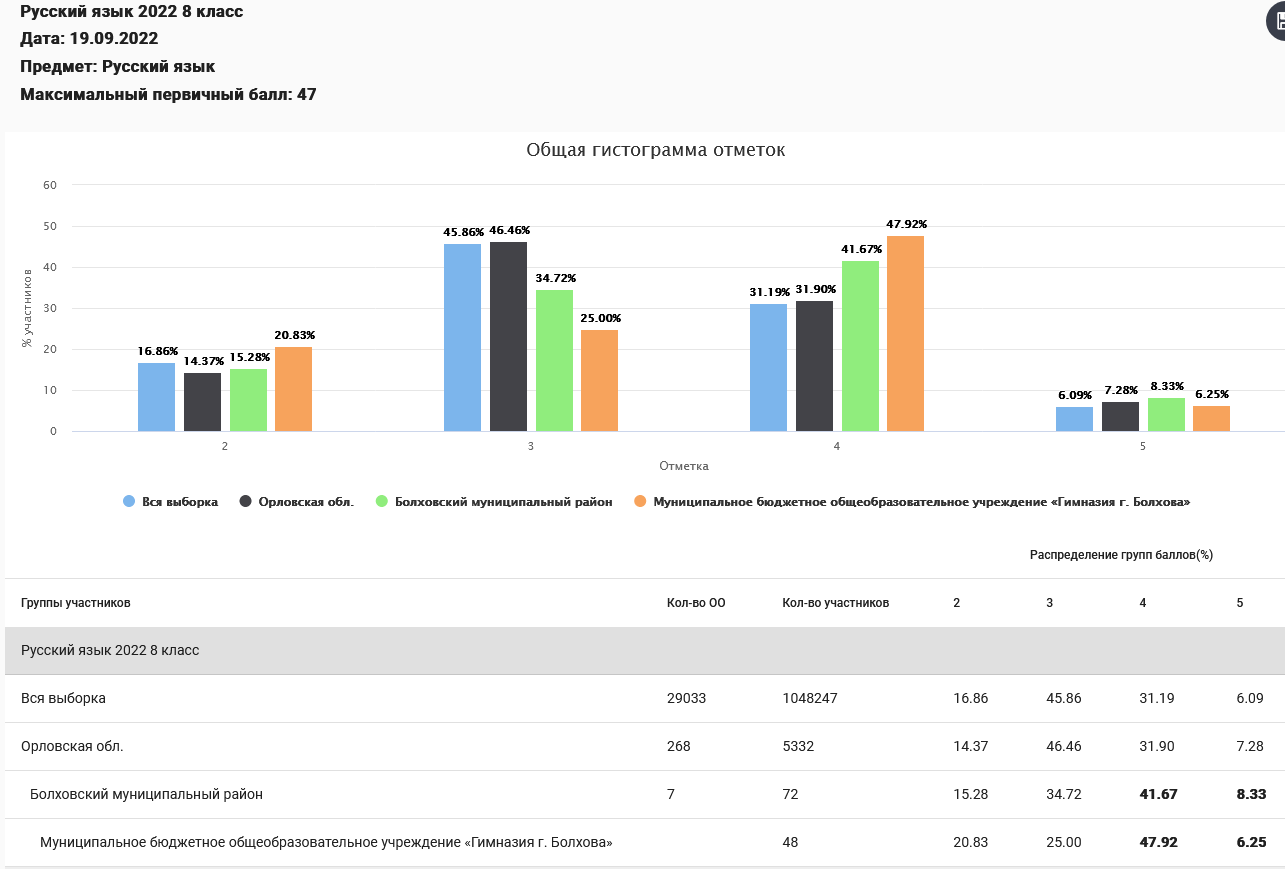 Русский язык 2022 8 класс
Дата: 19.09.2022
Предмет: Русский язык
Максимальный первичный балл: 47
Общая гистограмма отметок
% участников
60
50
40
30
20
10
0
16.86% 14.37% 15.28% 20.83%
45.86% 46.46% 34.72% 25.00%
31.19% 31.90% 41.67% 47.92%
6.09% 7.28% 8.33% 6.25%
2 3 4 5
Отметка
Вся выборка Орловская обл. Болховский муниципальный район Муниципальное бюджетное общеобразовательное учреждение «Гимназия г. Болхова»
Распределение групп баллов(%)
Группы участников Кол-во ОО Кол-во участников 2 3 4 5
Русский язык 2022 8 класс
Вся выборка 29033 1048247 16.86 45.86 31.19 6.09
Орловская обл. 268 5332 14.37 46.46 31.90 7.28
Болховский муниципальный район 7 72 15.28 34.72 41.67 8.33
Муниципальное бюджетное общеобразовательное учреждение «Гимназия г. Болхова» 48 20.83 25.00 47.92 6.25